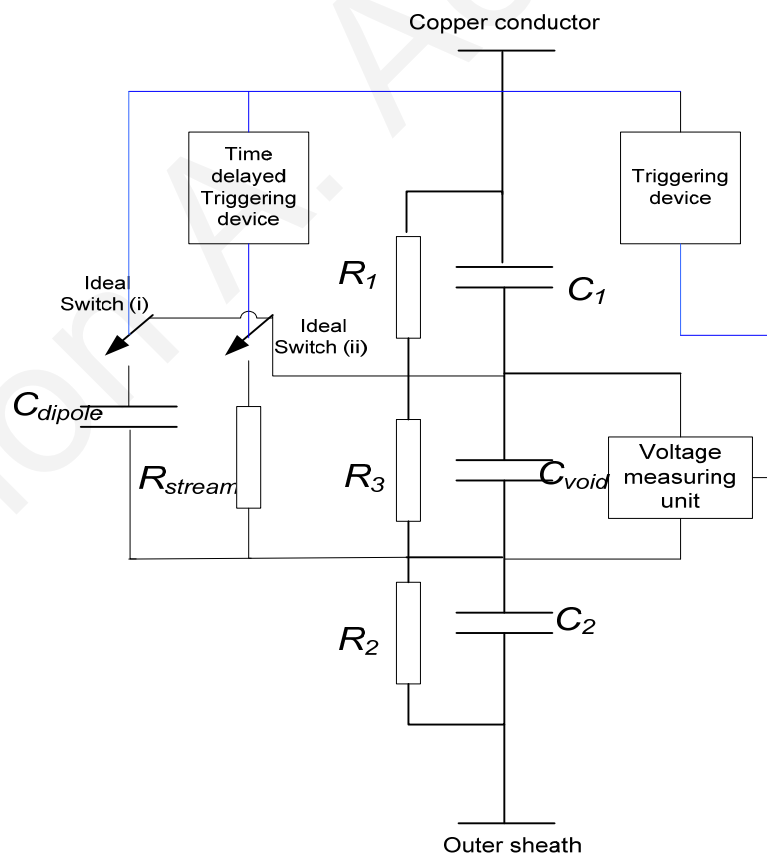 Copper conductor
Time
delayed
Triggering
device
Triggering
device
Ideal
Switch (i)
R1
C1
Ideal
Switch (ii)
Cdipole
Rstream
R3
Cvoid
Voltage
measuring
unit
R2
C2
Outer sheath